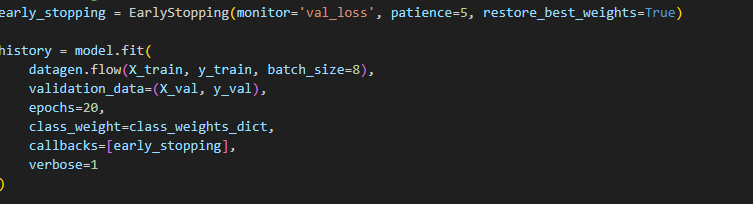 early_stopping = EarlyStopping(monitor='val_loss', patience=5, restore_best_weights=True)
history = model.fit(
    datagen.flow(X_train, y_train, batch_size=8),
    validation_data=(X_val, y_val),
    epochs=20,
    class_weight=class_weights_dict,
    callbacks=[early_stopping],
    verbose=1
)